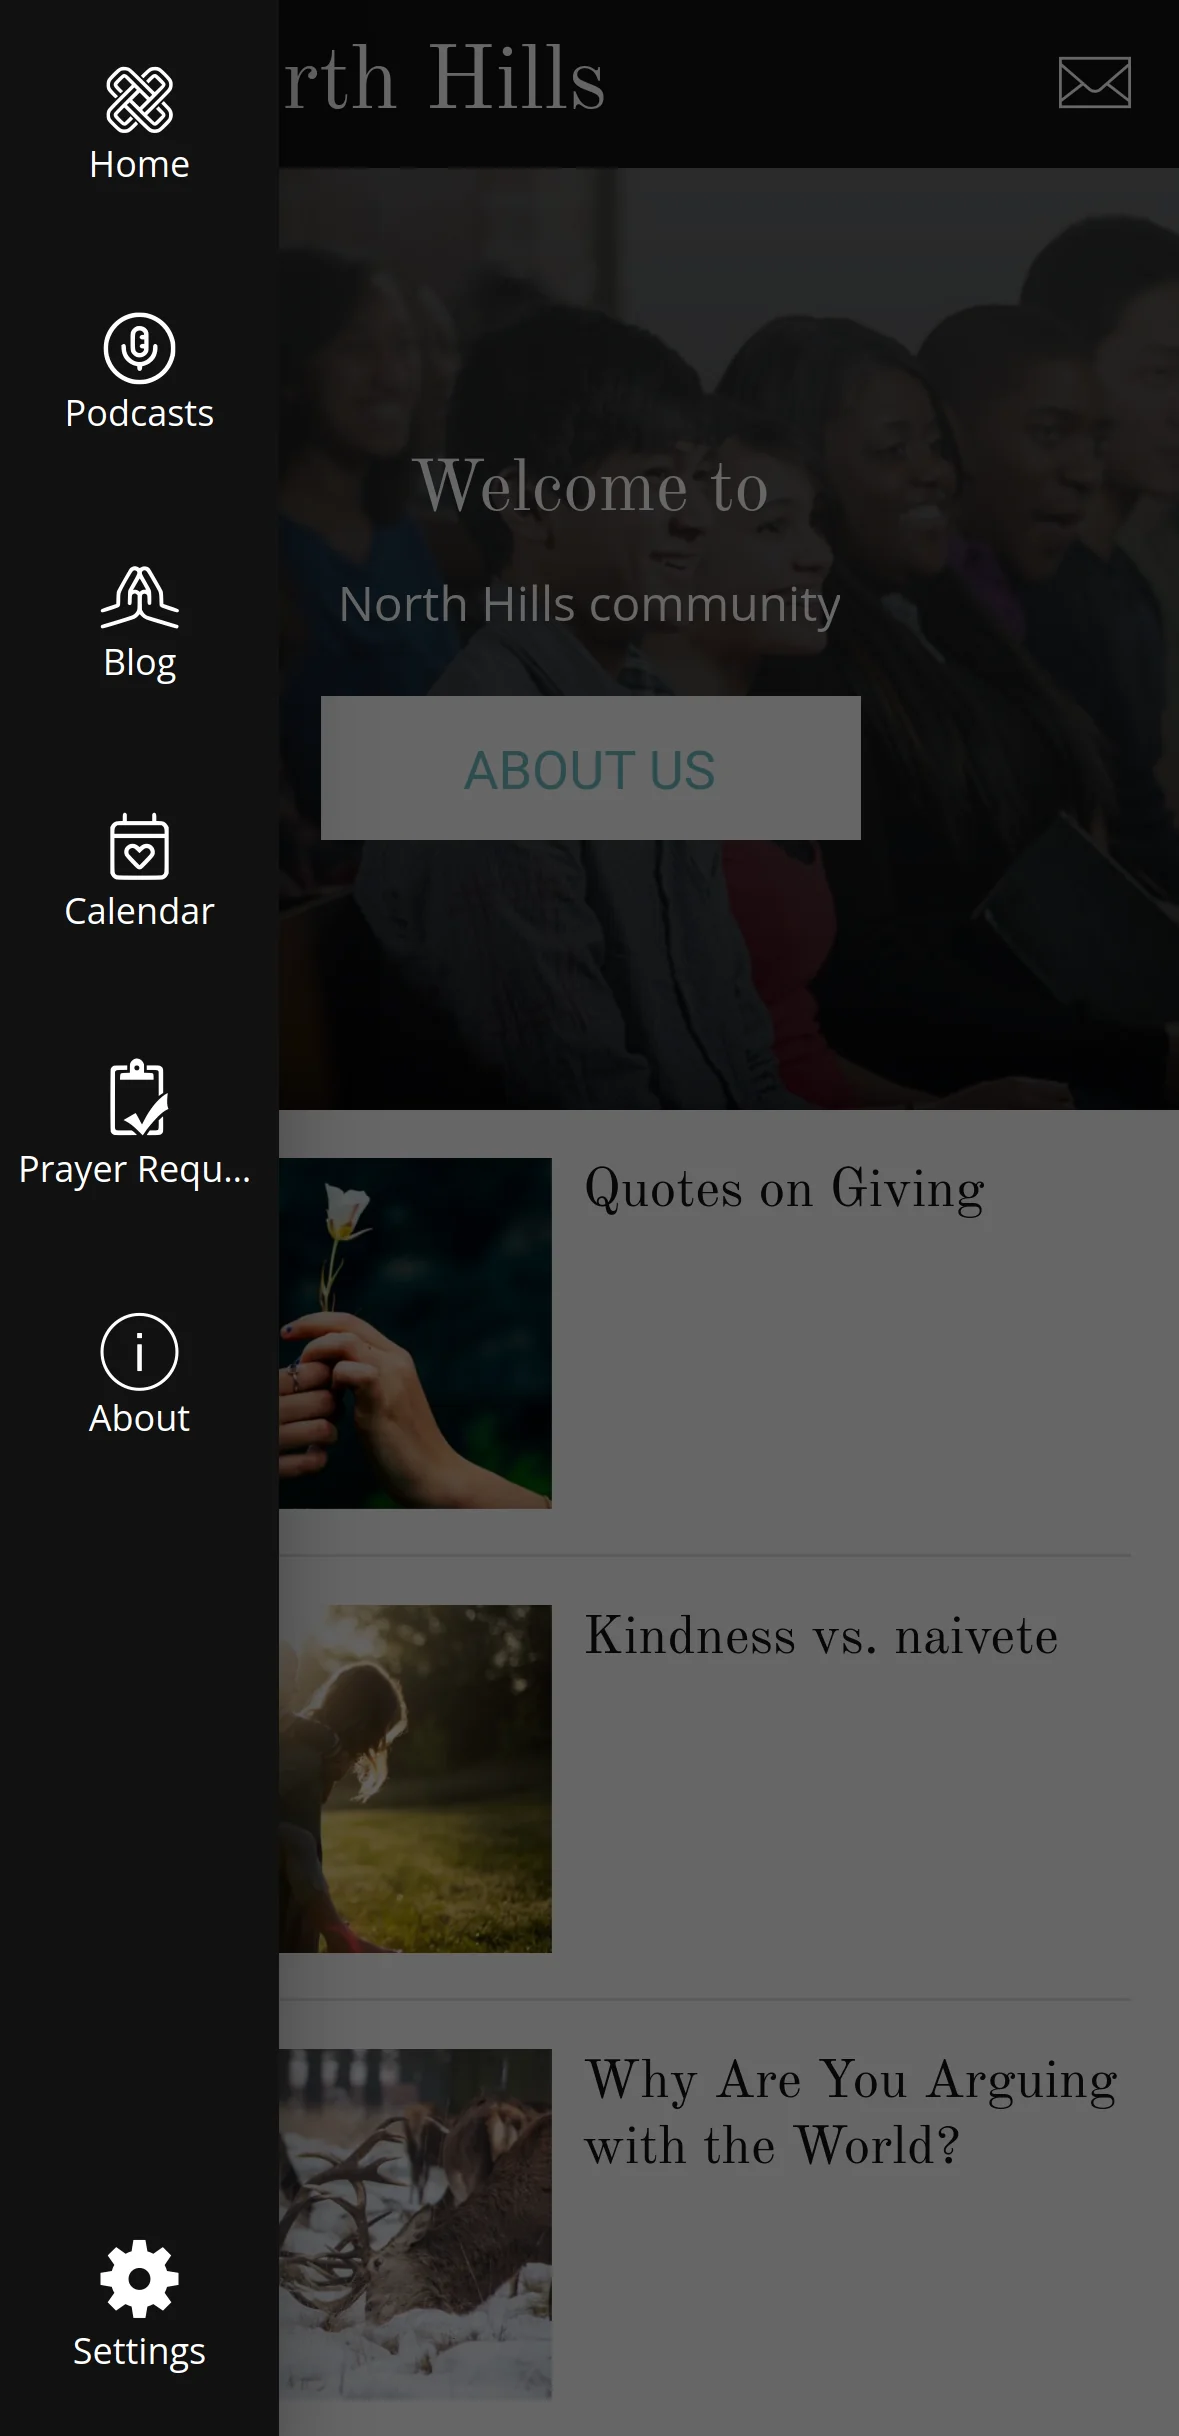 Home
Podcasts
Blog
Calendar
Prayer Requ...
About
Settings
rth Hills
Welcome to
North Hills community
ABOUT US
Quotes on Giving
Kindness vs. naivete
Why Are You Arguing
with the World?